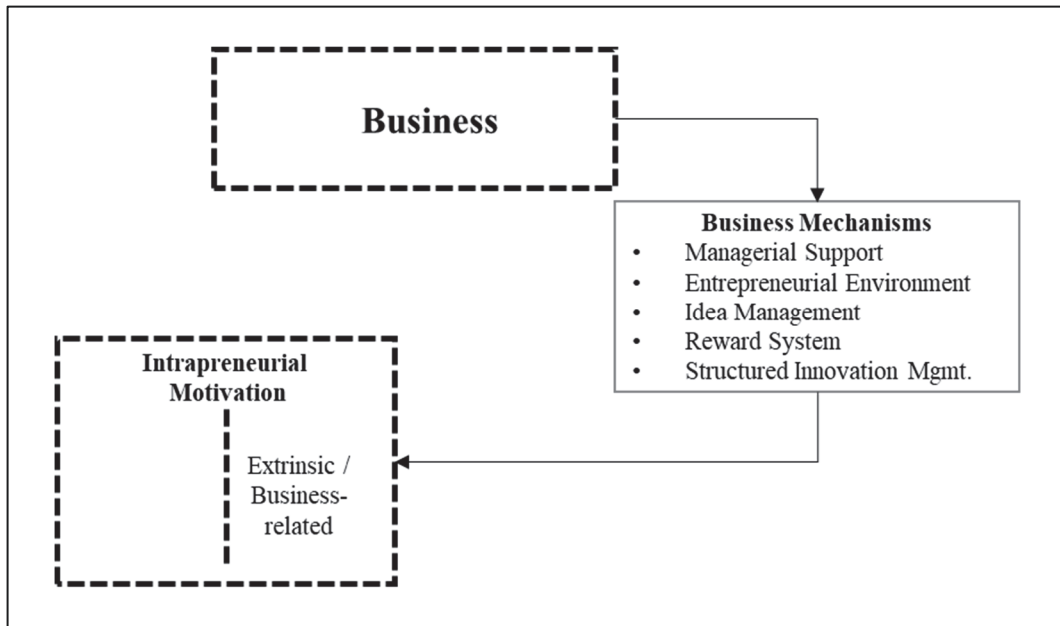 Business
Business Mechanisms
• Managerial Support
• Entrepreneurial Environment
• Idea Management
• Reward System
• Structured Innovation Mgmt.
Intrapreneurial
Motivation
Extrinsic /
Business-
related